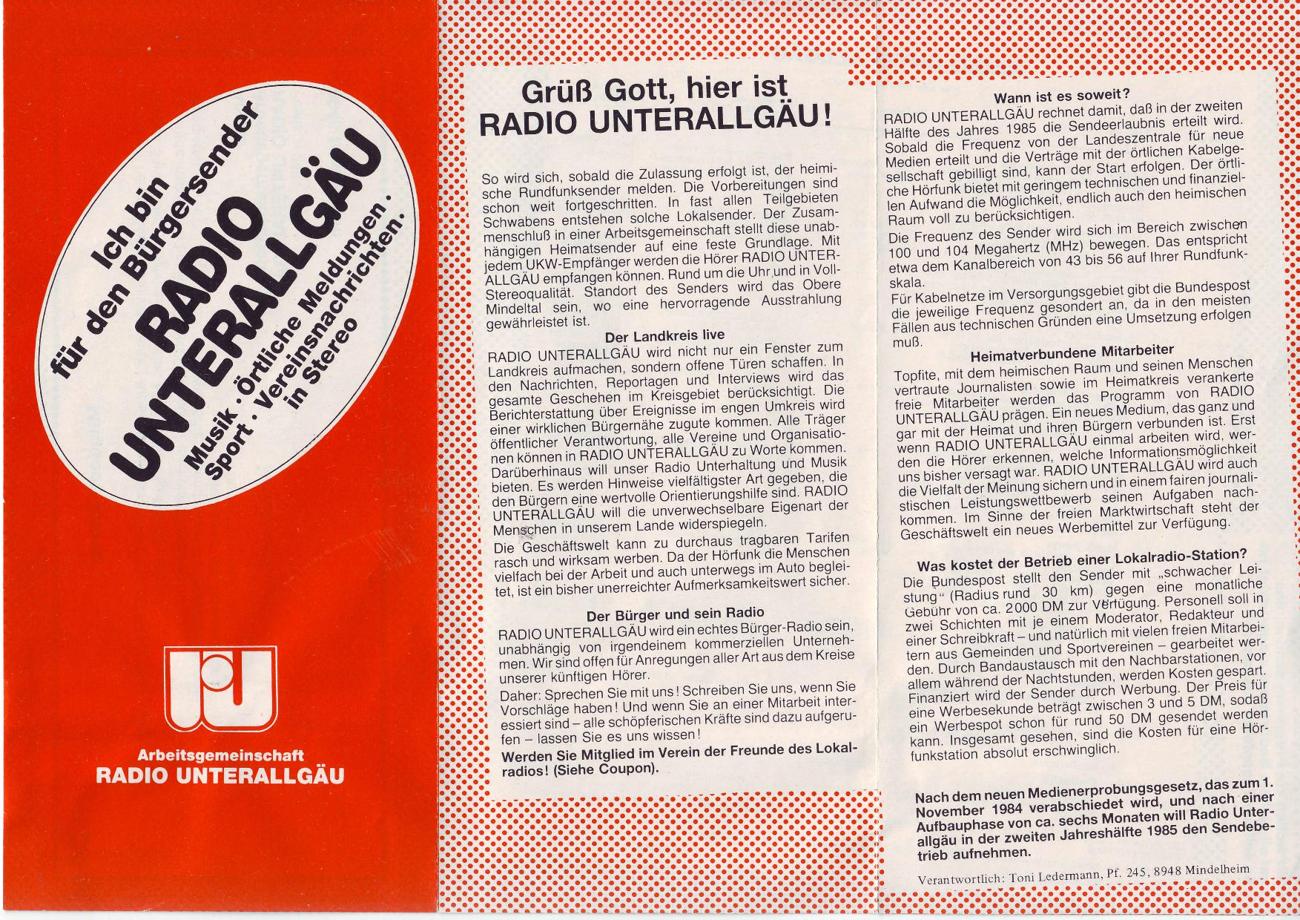 Ich bin
für den Bürgersender
RADIO
UNTERALLGÄU
Musik · Örtliche Meldungen ·
Sport · Vereinsnachrichten.
in Stereo
Arbeitsgemeinschaft
RADIO UNTERALLGÄU
Grüß Gott, hier ist
RADIO UNTERALLGÄU!
So wird sich, sobald die Zulassung erfolgt ist, der heimi-
sche Rundfunksender melden. Die Vorbereitungen sind
schon weit fortgeschritten. In fast allen Teilgebieten
Schwabens entstehen solche Lokalsender. Der Zusam-
menschluß in einer Arbeitsgemeinschaft stellt diese unab-
hängigen Heimatsender auf eine feste Grundlage. Mit
jedem UKW-Empfänger werden die Hörer RADIO UNTER-
ALLGÄU empfangen können. Rund um die Uhr und in Voll-
Stereoqualität. Standort des Senders wird das Obere
Mindeltal sein, wo eine hervorragende Ausstrahlung
gewährleistet ist.
Der Landkreis live
RADIO UNTERALLGÄU wird nicht nur ein Fenster zum
Landkreis aufmachen, sondern offene Türen schaffen. In
den Nachrichten, Reportagen und Interviews wird das
gesamte Geschehen im Kreisgebiet berücksichtigt. Die
Berichterstattung über Ereignisse im engen Umkreis wird
einer wirklichen Bürgernähe zugute kommen. Alle Träger
öffentlicher Verantwortung, alle Vereine und Organisatio-
nen können in RADIO UNTERALLGÄU zu Worte kommen.
Darüberhinaus will unser Radio Unterhaltung und Musik
bieten. Es werden Hinweise vielfältigster Art gegeben, die
den Bürgern eine wertvolle Orientierungshilfe sind. RADIO
UNTERALLGÄU will die unverwechselbare Eigenart der
Menschen in unserem Lande widerspiegeln.
Die Geschäftswelt kann zu durchaus tragbaren Tarifen
rasch und wirksam werben. Da der Hörfunk die Menschen
vielfach bei der Arbeit und auch unterwegs im Auto beglei-
tet, ist ein bisher unerreichter Aufmerksamkeitswert sicher.
Der Bürger und sein Radio
RADIO UNTERALLGÄU wird ein echtes Bürger-Radio sein,
unabhängig von irgendeinem kommerziellen Unterneh-
men. Wir sind offen für Anregungen aller Art aus dem Kreise
unserer künftigen Hörer.
Daher: Sprechen Sie mit uns! Schreiben Sie uns, wenn Sie
Vorschläge haben! Und wenn Sie an einer Mitarbeit inter-
essiert sind – alle schöpferischen Kräfte sind dazu aufgeru-
fen – lassen Sie es uns wissen!
Werden Sie Mitglied im Verein der Freunde des Lokal-
radios! (Siehe Coupon).
Wann ist es soweit?
RADIO UNTERALLGÄU rechnet damit, daß in der zweiten
Hälfte des Jahres 1985 die Sendeerlaubnis erteilt wird.
Sobald die Frequenz von der Landeszentrale für neue
Medien erteilt und die Verträge mit der örtlichen Kabelge-
sellschaft gebilligt sind, kann der Start erfolgen. Der örtli-
che Hörfunk bietet mit geringem technischen und finanziel-
len Aufwand die Möglichkeit, endlich auch den heimischen
Raum voll zu berücksichtigen.
Die Frequenz des Sender wird sich im Bereich zwischen
100 und 104 Megahertz (MHz) bewegen. Das entspricht
etwa dem Kanalbereich von 43 bis 56 auf Ihrer Rundfunk-
skala.
Für Kabelnetze im Versorgungsgebiet gibt die Bundespost
die jeweilige Frequenz gesondert an, da in den meisten
Fällen aus technischen Gründen eine Umsetzung erfolgen
muß.
Heimatverbundene Mitarbeiter
Topfite, mit dem heimischen Raum und seinen Menschen
vertraute Journalisten sowie im Heimatkreis verankerte
freie Mitarbeiter werden das Programm von RADIO
UNTERALLGÄU prägen. Ein neues Medium, das ganz und
gar mit der Heimat und ihren Bürgern verbunden ist. Erst
wenn RADIO UNTERALLGÄU einmal arbeiten wird, wer-
den die Hörer erkennen, welche Informationsmöglichkeit
uns bisher versagt war. RADIO UNTERALLGÄU wird auch
die Vielfalt der Meinung sichern und in einem fairen journali-
stischen Leistungswettbewerb seinen Aufgaben nach-
kommen. Im Sinne der freien Marktwirtschaft steht der
Geschäftswelt ein neues Werbemittel zur Verfügung.
Was kostet der Betrieb einer Lokalradio-Station?
Die Bundespost stellt den Sender mit „schwacher Lei-
stung“ (Radius rund 30 km) gegen eine monatliche
Gebühr von ca. 2000 DM zur Verfügung. Personell soll in
zwei Schichten mit je einem Moderator, Redakteur und
einer Schreibkraft – und natürlich mit vielen freien Mitarbei-
tern aus Gemeinden und Sportvereinen – gearbeitet wer-
den. Durch Bandaustausch mit den Nachbarstationen, vor
allem während der Nachtstunden, werden Kosten gespart.
Finanziert wird der Sender durch Werbung. Der Preis für
eine Werbesekunde beträgt zwischen 3 und 5 DM, sodaß
ein Werbespot schon für rund 50 DM gesendet werden
kann. Insgesamt gesehen, sind die Kosten für eine Hör-
funkstation absolut erschwinglich.
Nach dem neuen Medienerprobungsgesetz, das zum 1.
November 1984 verabschiedet wird, und nach einer
Aufbauphase von ca. sechs Monaten will Radio Unter-
allgäu in der zweiten Jahreshälfte 1985 den Sendebe-
trieb aufnehmen.
Verantwortlich: Toni Ledermann, Pf. 245, 8948 Mindelheim